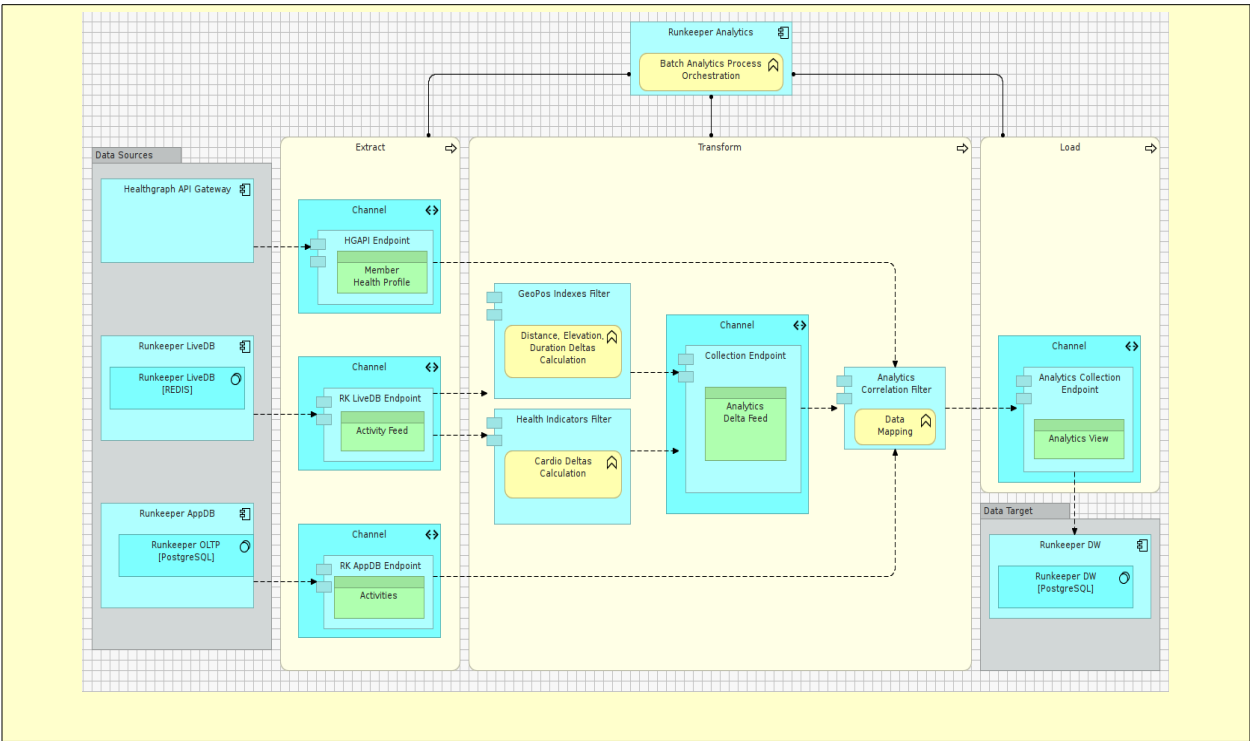 Runkeeper Analytics
Batch Analytics Process
Orchestration
Data Sources
Healthgraph API Gateway
Runkeeper LiveDB
Runkeeper LiveDB
[REDIS]
Runkeeper AppDB
Runkeeper OLTP
[PostgreSQL]
Extract
Channel
HGAPI Endpoint
Member
Health Profile
Channel
RK LiveDB Endpoint
Activity Feed
Channel
RK AppDB Endpoint
Activities
Transform
GeoPos Indexes Filter
Distance, Elevation,
Duration Deltas
Calculation
Health Indicators Filter
Cardio Deltas
Calculation
Channel
Collection Endpoint
Analytics
Delta Feed
Analytics
Correlation Filter
Data
Mapping
Load
Channel
Analytics Collection
Endpoint
Analytics View
Data Target
Runkeeper DW
Runkeeper DW
[PostgreSQL]